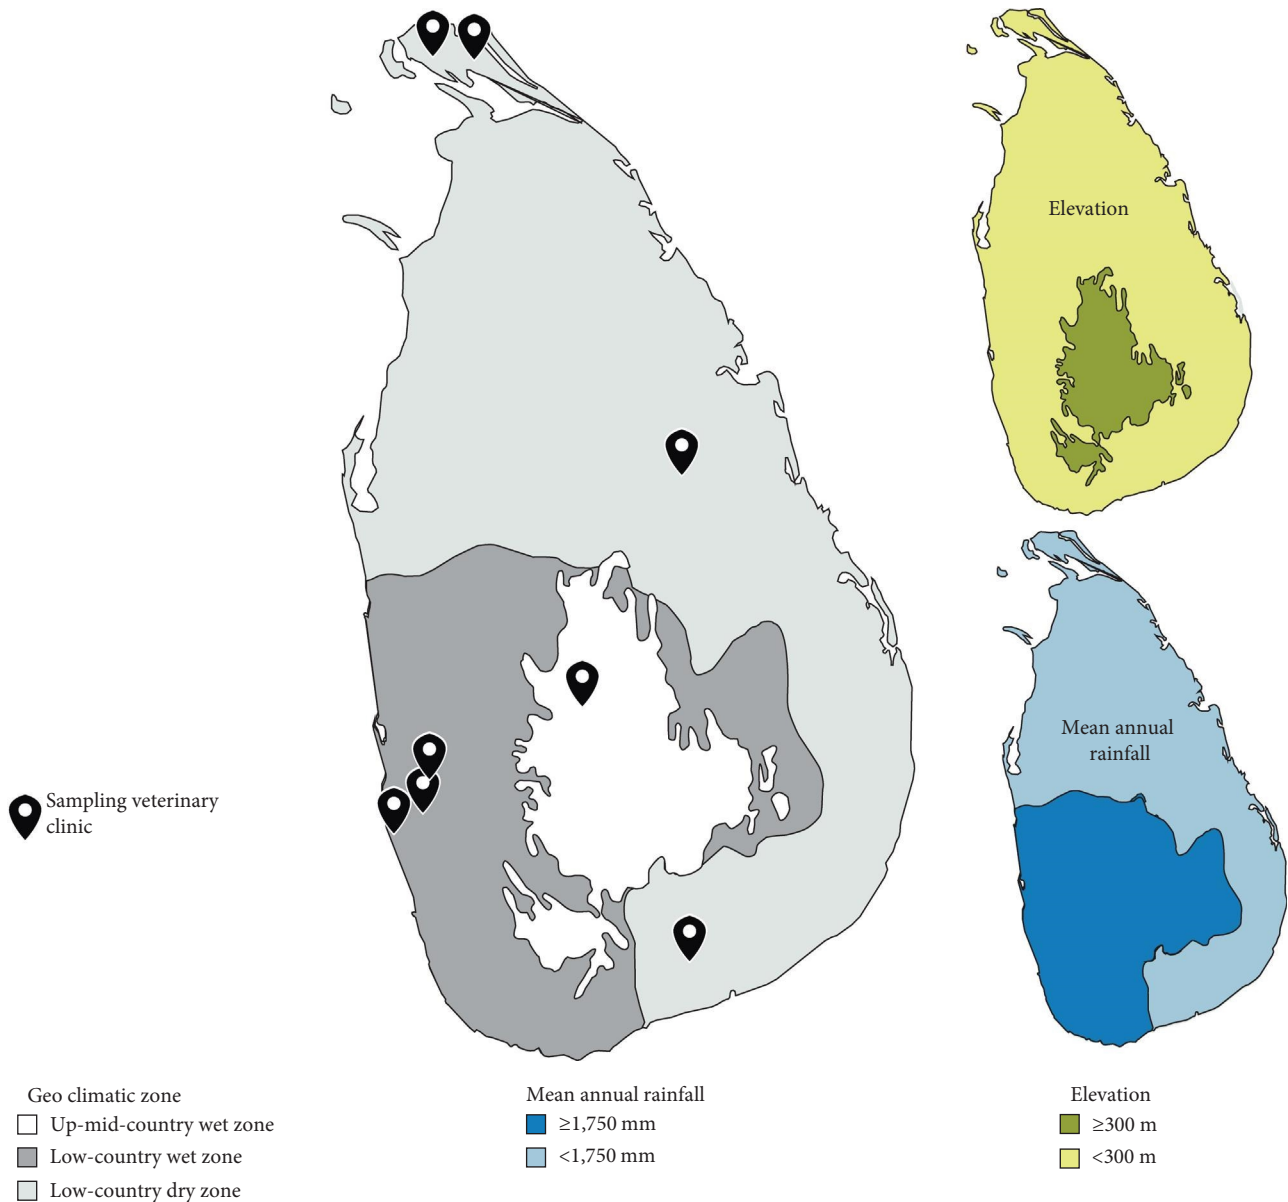 Elevation
Mean annual
rainfall
Sampling veterinary
clinic
Geo climatic zone
Up-mid-country wet zone
Low-country wet zone
Low-country dry zone
Mean annual rainfall
≥1,750 mm
<1,750 mm
Elevation
≥300 m
<300 m